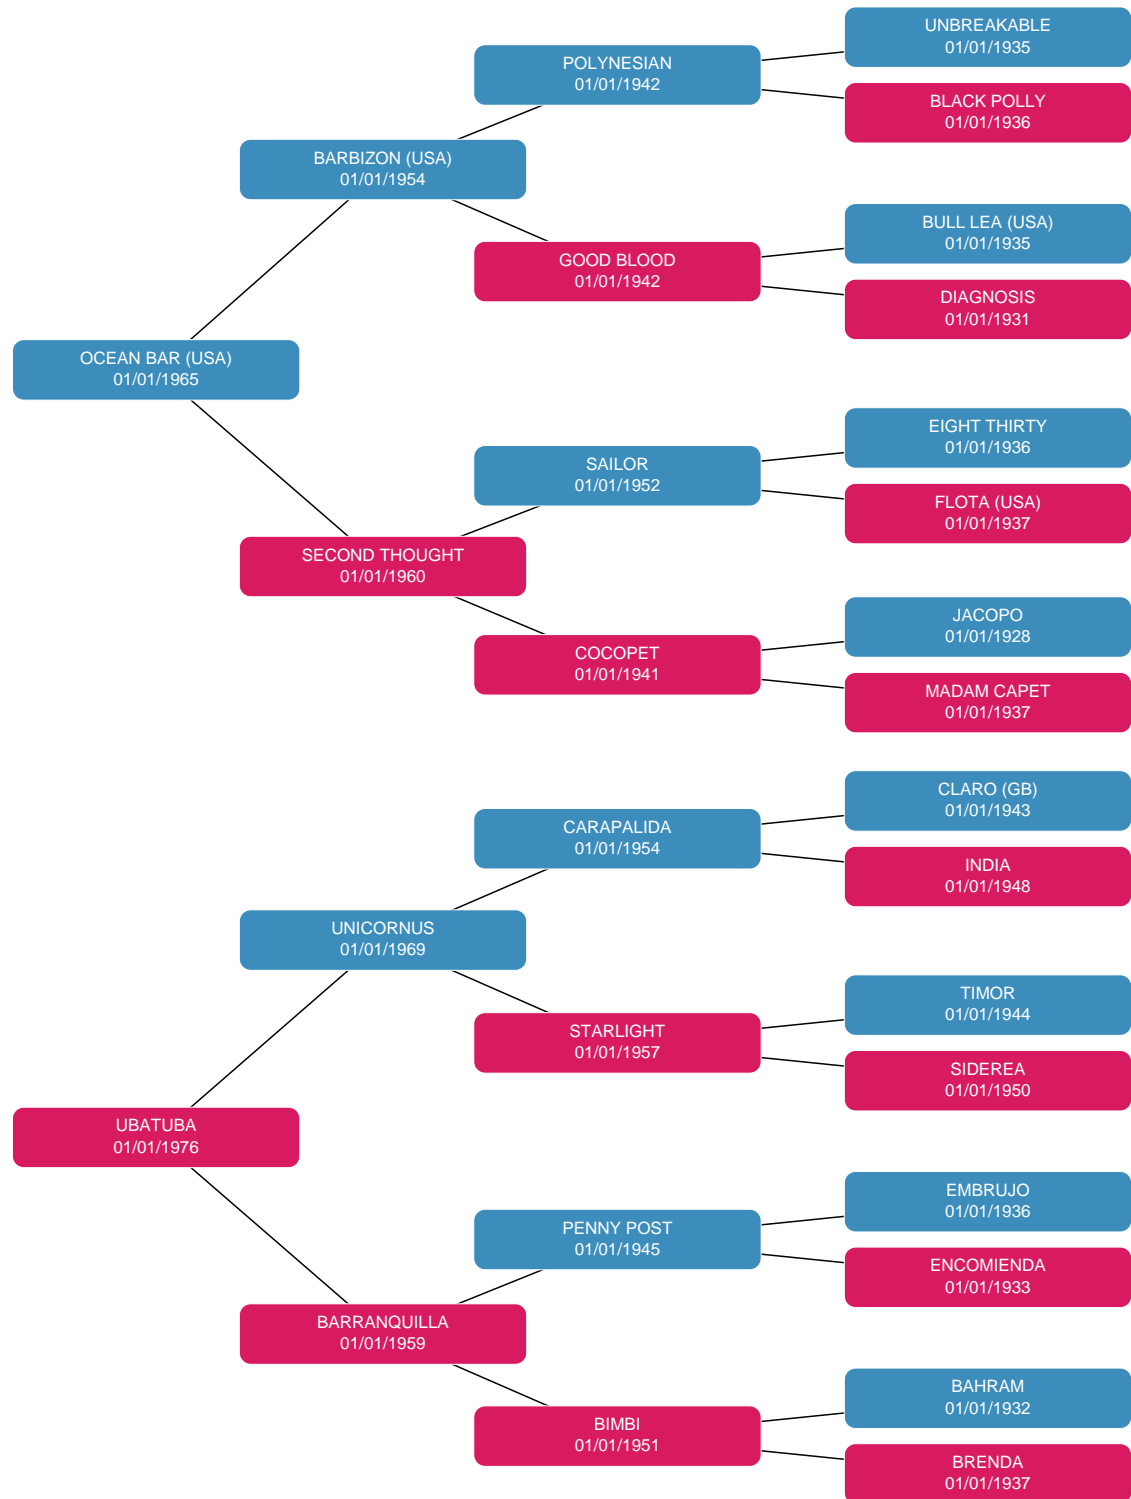 UNBREAKABLE
01/01/1935
POLYNESIAN
01/01/1942
BLACK POLLY
01/01/1936
BARBIZON (USA)
01/01/1954
BULL LEA (USA)
01/01/1935
GOOD BLOOD
01/01/1942
DIAGNOSIS
01/01/1931
OCEAN BAR (USA)
01/01/1965
EIGHT THIRTY
01/01/1936
SAILOR
01/01/1952
FLOTA (USA)
01/01/1937
SECOND THOUGHT
01/01/1960
JACOPO
01/01/1928
COCOPET
01/01/1941
MADAM CAPET
01/01/1937
CLARO (GB)
01/01/1943
CARAPALIDA
01/01/1954
INDIA
01/01/1948
UNICORNUS
01/01/1969
TIMOR
01/01/1944
STARLIGHT
01/01/1957
SIDEREA
01/01/1950
UBATUBA
01/01/1976
EMBRUJO
01/01/1936
PENNY POST
01/01/1945
ENCOMIENDA
01/01/1933
BARRANQUILLA
01/01/1959
BAHRAM
01/01/1932
BIMBI
01/01/1951
BRENDA
01/01/1937